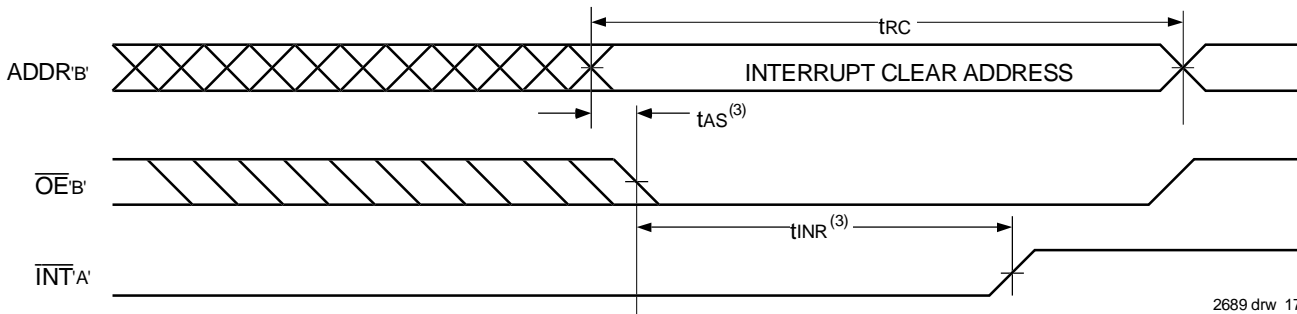 tRC
ADDR'B'
INTERRUPT CLEAR ADDRESS
tAS(3)
OE'B'
tINR(3)
INT'A'
2689 drw 17